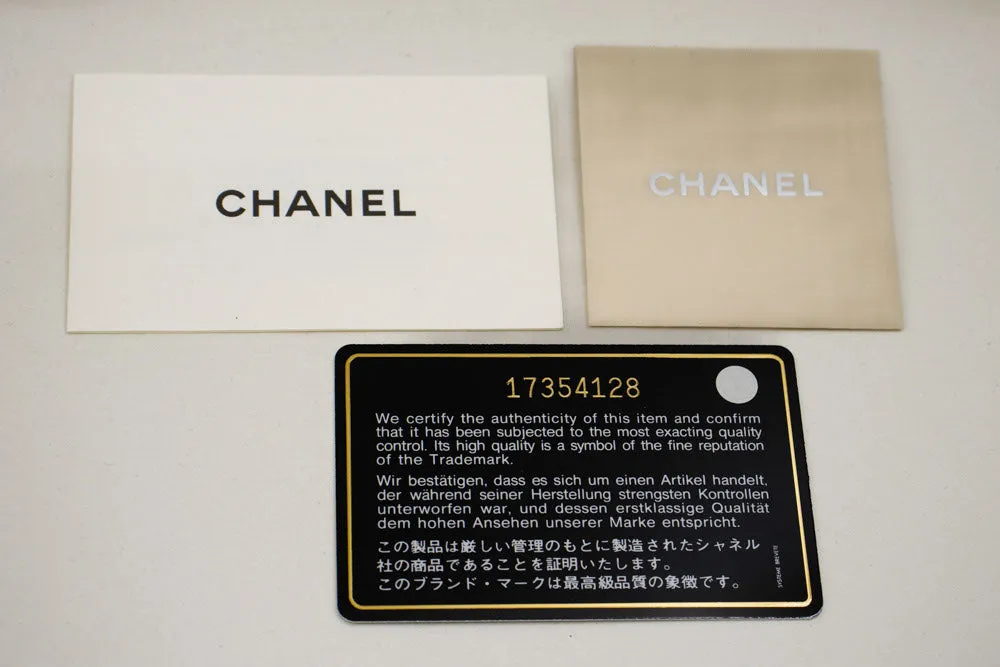 CHANEL
CHANEL
17354128
We certify the authenticity of this item and confirm
that it has been subjected to the most exacting quality
control. Its high quality is a symbol of the fine reputation
of the Trademark.
Wir bestätigen, dass es sich um einen Artikel handelt,
der während seiner Herstellung strengsten Kontrollen
unterworfen war, und dessen erstklassige Qualität
dem hohen Ansehen unserer Marke entspricht.
この製品は厳しい管理のもとに製造されたシャネル
社の商品であることを証明いたします。
このブランド・マークは最高級品質の象徴です。
SYSTEME BREVETE